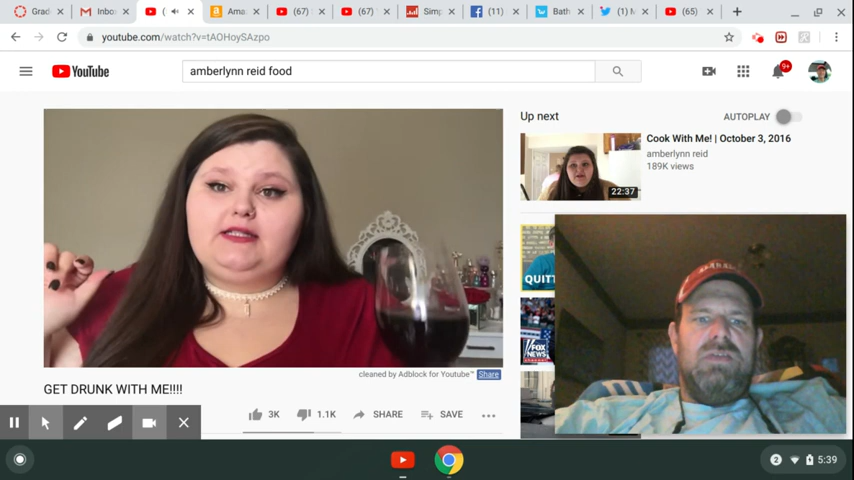 Grad
Inbo
(
Ama
(67)
(67)
Simp
(11)
Bath
(1) M
(65)
youtube.com/watch?v=tAOHoySAzpo
9+
YouTube
amberlynn reid food
Up next
AUTOPLAY
Cook With Me! | October 3, 2016
amberlynn reid
189K views
22:37
QUIT
FOX
NEWS
cleaned by Adblock for Youtube™ Share
GET DRUNK WITH ME!!!!
3K
1.1K
SHARE
SAVE
2
5:39